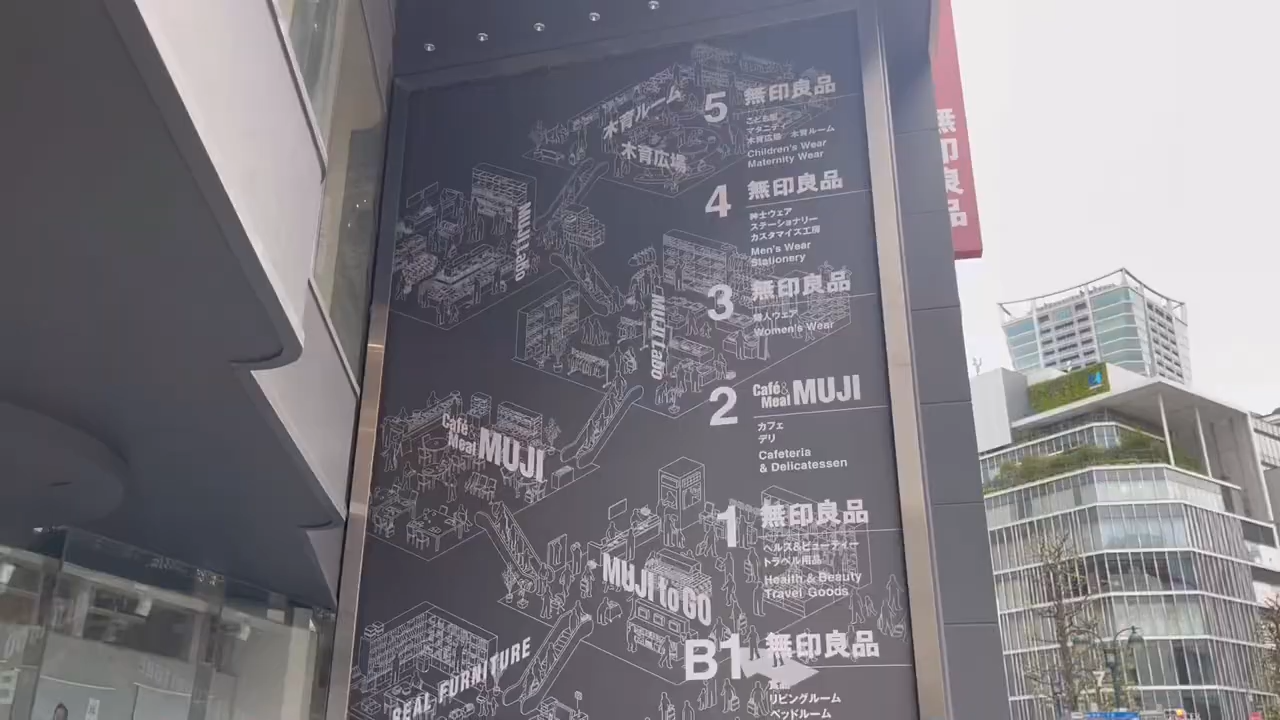 木育ルーム
木育広場
5 無印良品
こども服
マタニティ
木育広場 木育ルーム
Children's Wear
Maternity Wear
4 無印良品
紳士ウェア
ステーショナリー
カスタマイズ工房
Men's Wear
Stationery
MUJI Labo
3 無印良品
婦人ウェア
Women's Wear
MUJI Labo
2 Café& Meal MUJI
カフェ
デリ
Cafeteria
& Delicatessen
Café& Meal MUJI
1 無印良品
ヘルス&ビューティー
トラベル用品
Health & Beauty
Travel Goods
MUJI to GO
B1 無印良品
食品
リビングルーム
ベッドルーム
REAL FURNITURE
無印良品